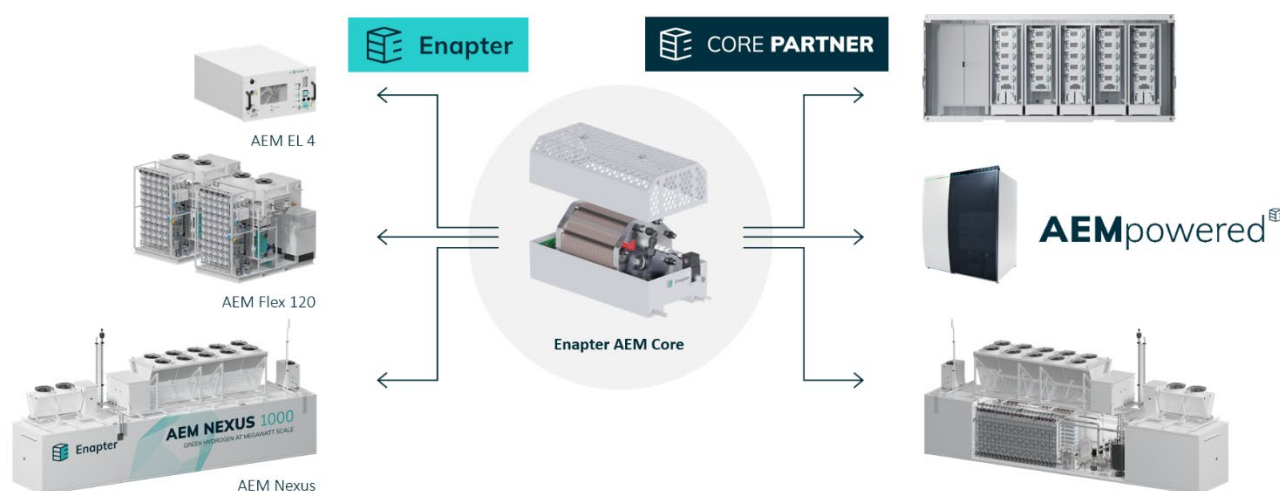 Enapter
CORE PARTNER
AEM EL 4
AEMpowered
AEM Flex 120
Enapter
Enapter AEM Core
AEM NEXUS 1000
GREEN HYDROGEN AT MEGAWATT SCALE
Enapter
AEM Nexus